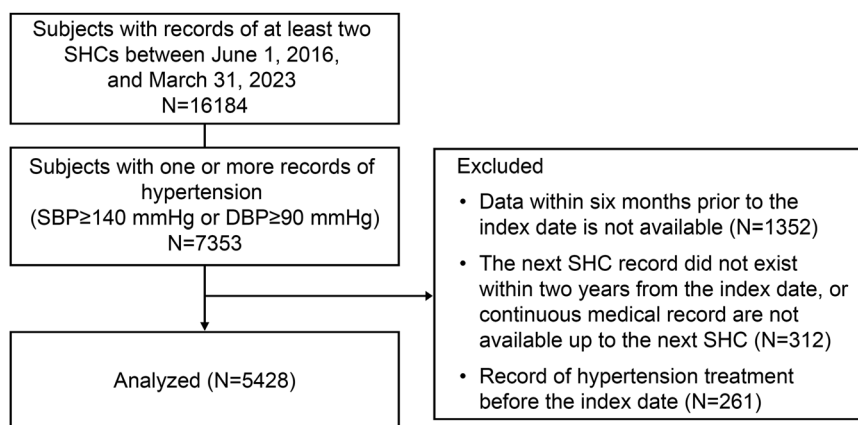 Subjects with records of at least two
SHCs between June 1, 2016,
and March 31, 2023
N=16184
Subjects with one or more records of
hypertension
(SBP≥140 mmHg or DBP≥90 mmHg)
N=7353
Excluded
• Data within six months prior to the
index date is not available (N=1352)
• The next SHC record did not exist
within two years from the index date, or
continuous medical record are not
available up to the next SHC (N=312)
• Record of hypertension treatment
before the index date (N=261)
Analyzed (N=5428)